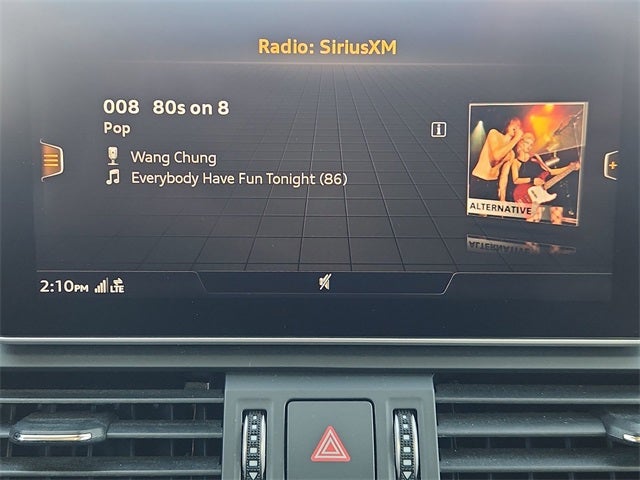 Radio: SiriusXM
008 80s on 8
Pop
i
Wang Chung
Everybody Have Fun Tonight (86)
ALTERNATIVE
2:10PM LTE